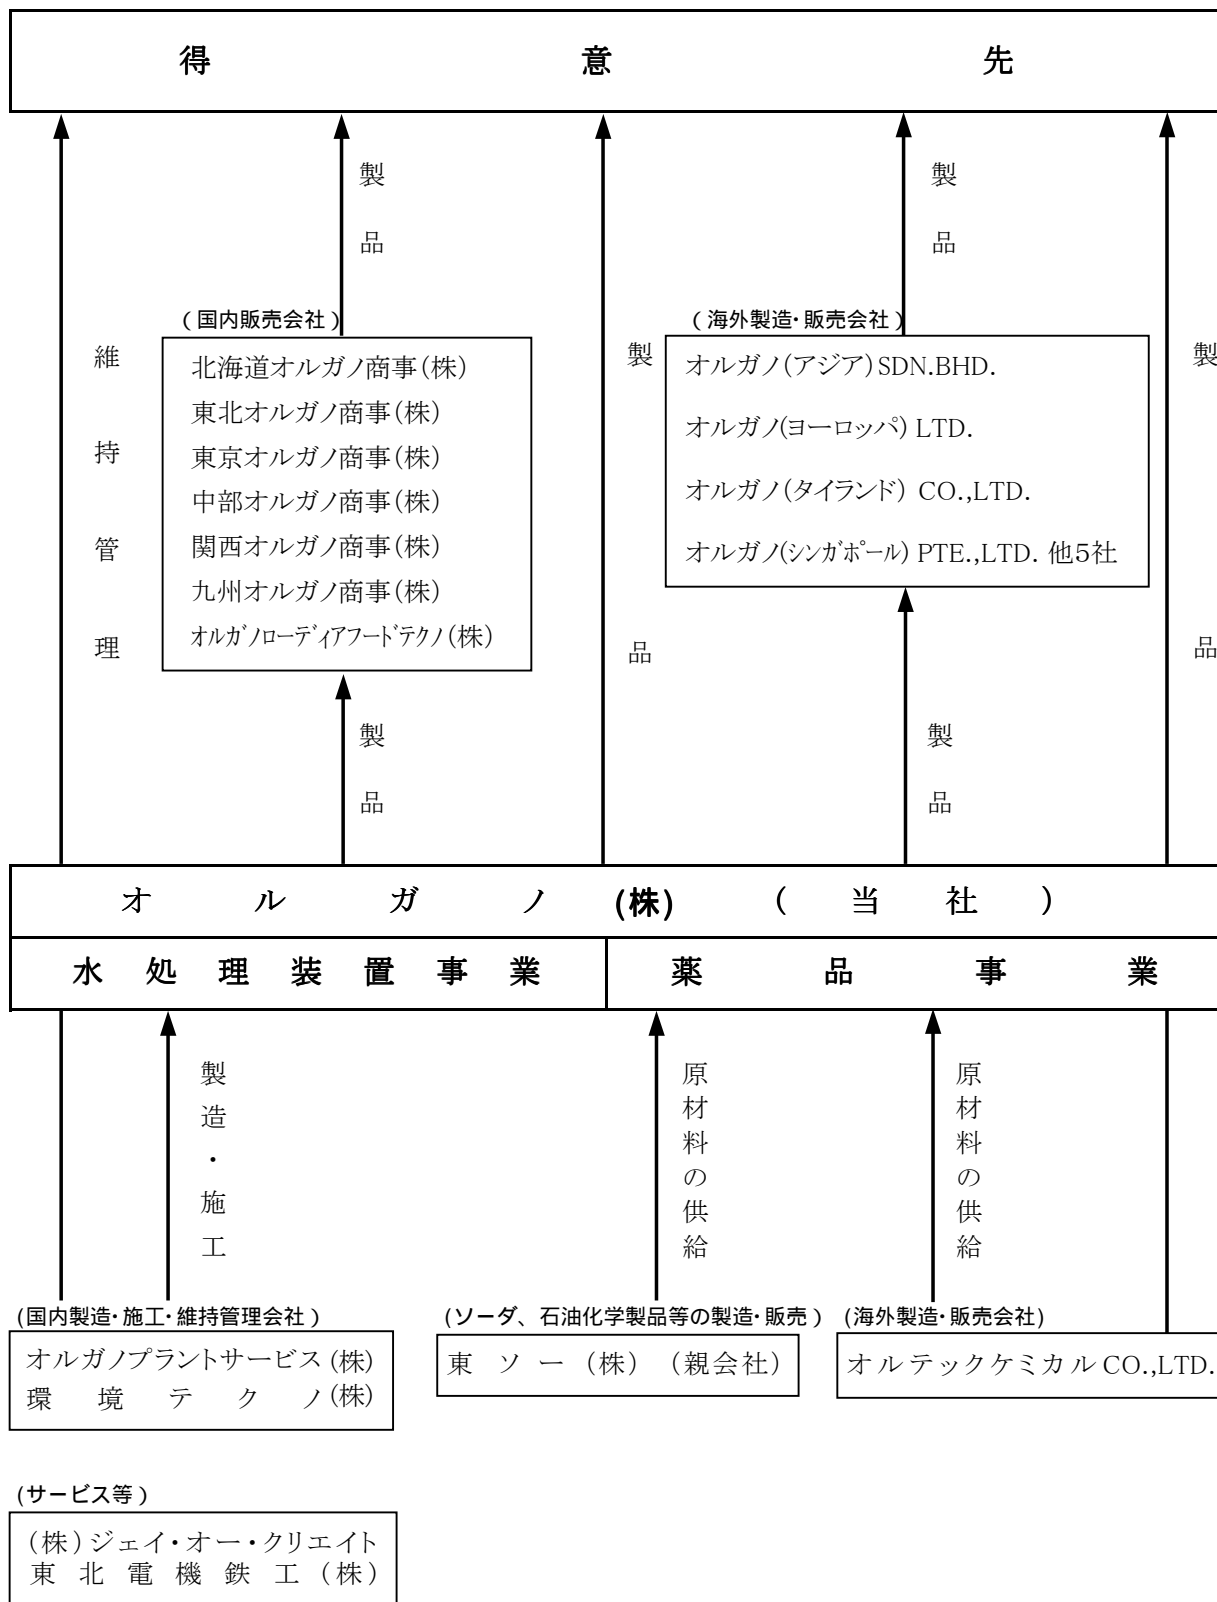 得意先
製品
製品
(国内販売会社)
(海外製造・販売会社)
維持管理
北海道オルガノ商事(株)
東北オルガノ商事(株)
東京オルガノ商事(株)
中部オルガノ商事(株)
関西オルガノ商事(株)
九州オルガノ商事(株)
オルガノローディアフードテクノ(株)
製品
オルガノ(アジア)SDN.BHD.
オルガノ(ヨーロッパ) LTD.
オルガノ(タイランド) CO.,LTD.
オルガノ(シンガポール) PTE.,LTD. 他5社
製品
製品
製品
オルガノ(株) (当社)
水処理装置事業
薬品事業
製造・施工
原材料の供給
原材料の供給
(国内製造・施工・維持管理会社)
オルガノプラントサービス(株)
環境テクノ(株)
(ソーダ、石油化学製品等の製造・販売)
東ソー(株) (親会社)
(海外製造・販売会社)
オルテックケミカルCO.,LTD.
(サービス等)
(株)ジェイ・オー・クリエイト
東北電機鉄工(株)